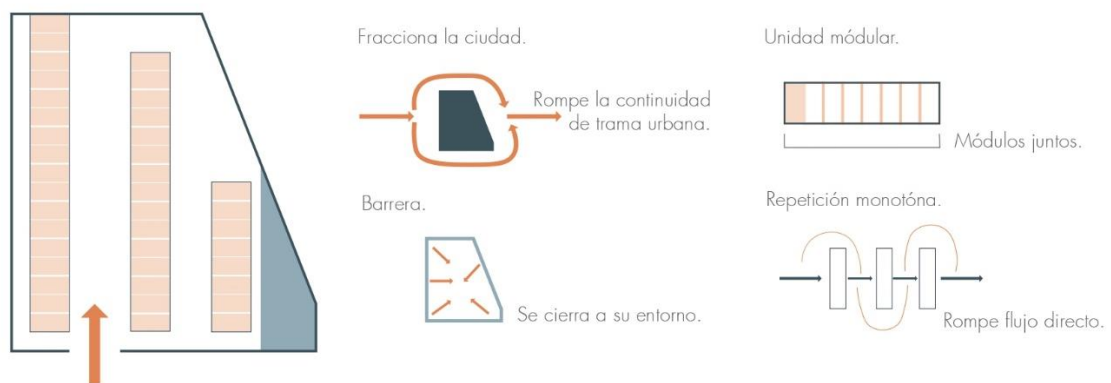 Fracciona la ciudad.
Rompe la continuidad
de trama urbana.
Barrera.
Se cierra a su entorno.
Unidad módular.
Módulos juntos.
Repetición monotóna.
Rompe flujo directo.